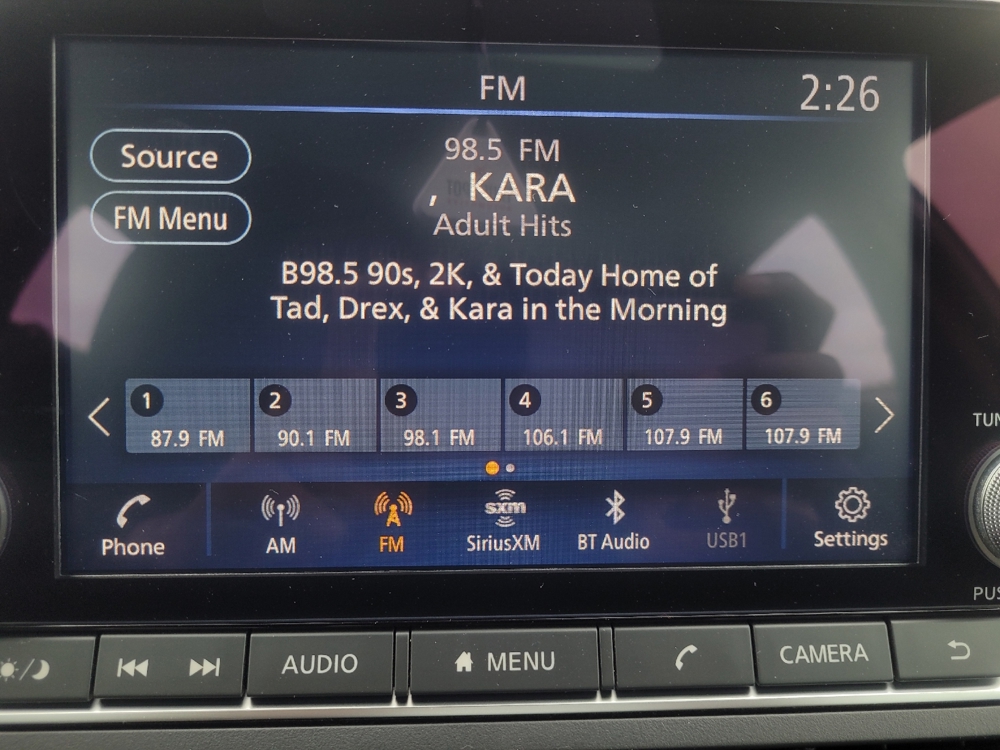 FM
2:26
Source
98.5 FM
, KARA
FM Menu
Adult Hits
B98.5 90s, 2K, & Today Home of
Tad, Drex, & Kara in the Morning
1
2
3
4
5
6
87.9 FM
90.1 FM
98.1 FM
106.1 FM
107.9 FM
107.9 FM
Phone
AM
FM
sxm
SiriusXM
BT Audio
USB1
Settings
TUN
PUS
AUDIO
MENU
CAMERA